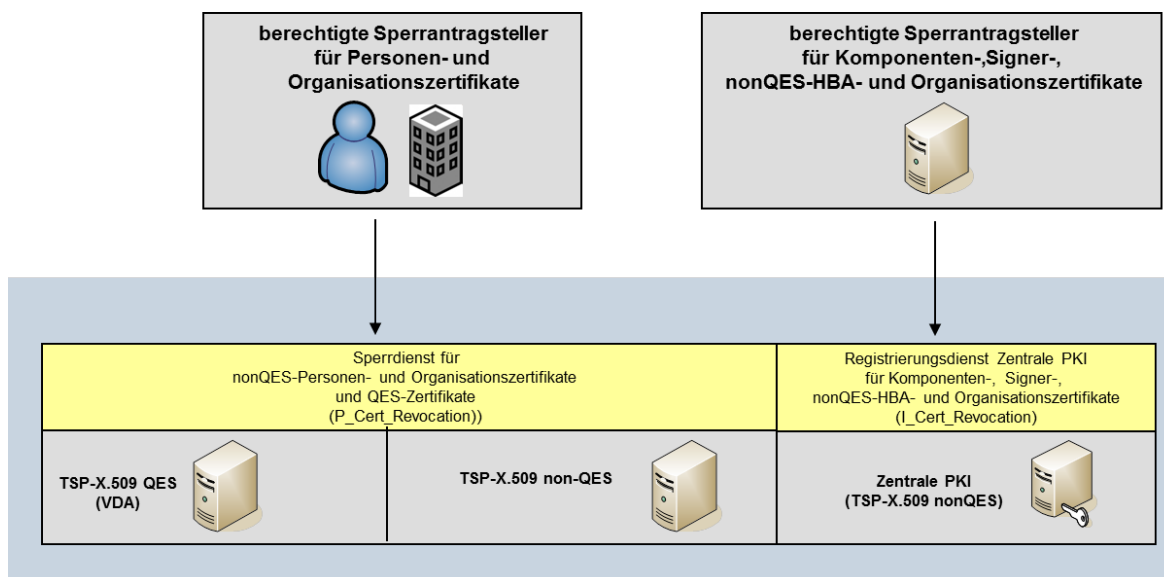 berechtigte Sperrantragsteller
für Personen- und
Organisationszertifikate
berechtigte Sperrantragsteller
für Komponenten-,Signer-,
nonQES-HBA- und Organisationszertifikate
Sperrdienst für
nonQES-Personen- und Organisationszertifikate
und QES-Zertifikate
(P_Cert_Revocation))
Registrierungsdienst Zentrale PKI
für Komponenten-, Signer-,
nonQES-HBA- und Organisationszertifikate
(I_Cert_Revocation)
TSP-X.509 QES
(VDA)
TSP-X.509 non-QES
Zentrale PKI
(TSP-X.509 nonQES)